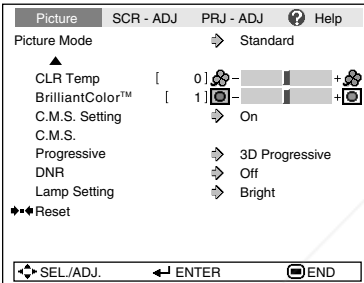 Picture SCR - ADJ PRJ - ADJ ? Help
Picture Mode Standard
CLR Temp [ 0 ] - +
BrilliantColor™ [ 1 ] - +
C.M.S. Setting On
C.M.S.
Progressive 3D Progressive
DNR Off
Lamp Setting Bright
Reset
SEL./ADJ. ENTER END